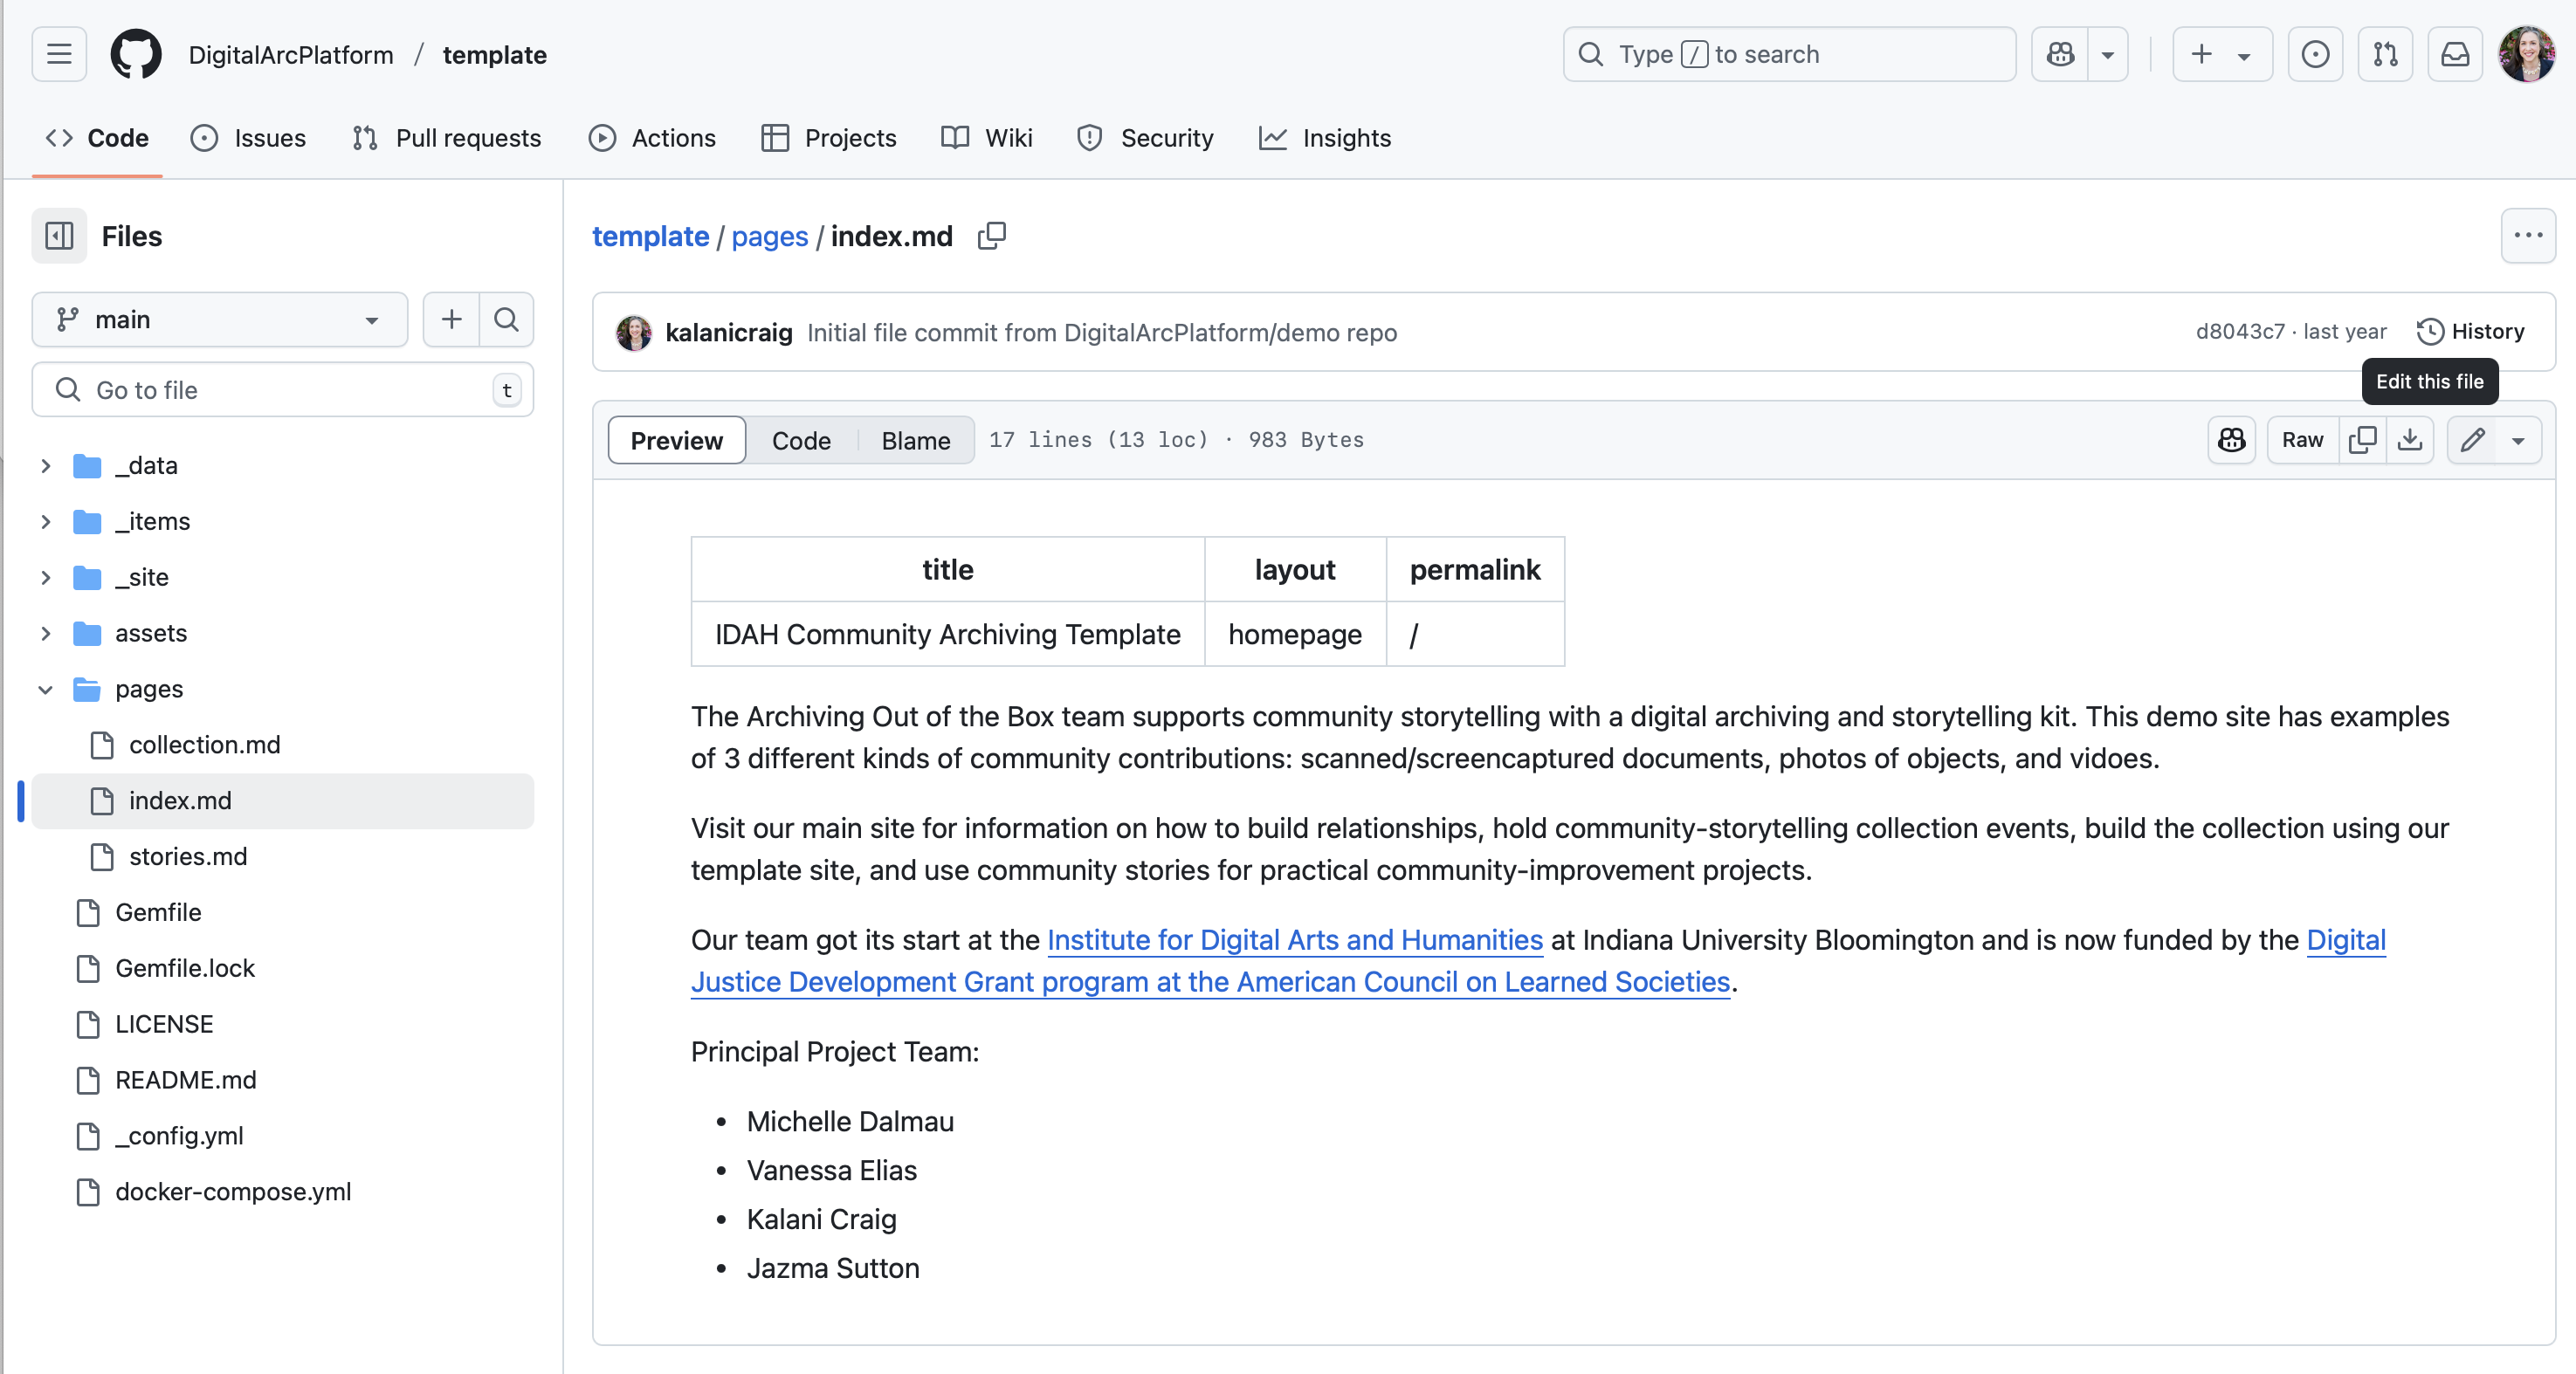 DigitalArcPlatform / template
Type / to search
Code Issues Pull requests Actions Projects Wiki Security Insights
Files
main
Go to file t
_data
_items
_site
assets
pages
collection.md
index.md
stories.md
Gemfile
Gemfile.lock
LICENSE
README.md
_config.yml
docker-compose.yml
template / pages / index.md
kalanicraig Initial file commit from DigitalArcPlatform/demo repo d8043c7 · last year History
Edit this file
Preview Code Blame 17 lines (13 loc) · 983 Bytes Raw
title layout permalink
IDAH Community Archiving Template homepage /
The Archiving Out of the Box team supports community storytelling with a digital archiving and storytelling kit. This demo site has examples
of 3 different kinds of community contributions: scanned/screencaptured documents, photos of objects, and vidoes.
Visit our main site for information on how to build relationships, hold community-storytelling collection events, build the collection using our
template site, and use community stories for practical community-improvement projects.
Our team got its start at the Institute for Digital Arts and Humanities at Indiana University Bloomington and is now funded by the Digital
Justice Development Grant program at the American Council on Learned Societies.
Principal Project Team:
• Michelle Dalmau
• Vanessa Elias
• Kalani Craig
• Jazma Sutton